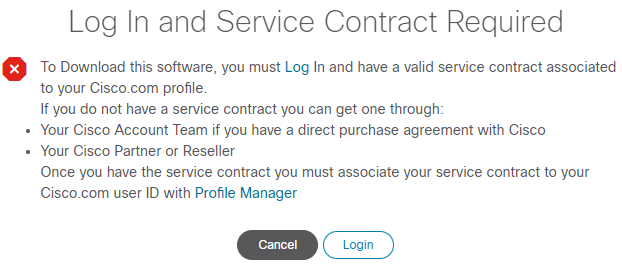 Log In and Service Contract Required
To Download this software, you must Log In and have a valid service contract associated
to your Cisco.com profile.
If you do not have a service contract you can get one through:
• Your Cisco Account Team if you have a direct purchase agreement with Cisco
• Your Cisco Partner or Reseller
Once you have the service contract you must associate your service contract to your
Cisco.com user ID with Profile Manager
Cancel
Login